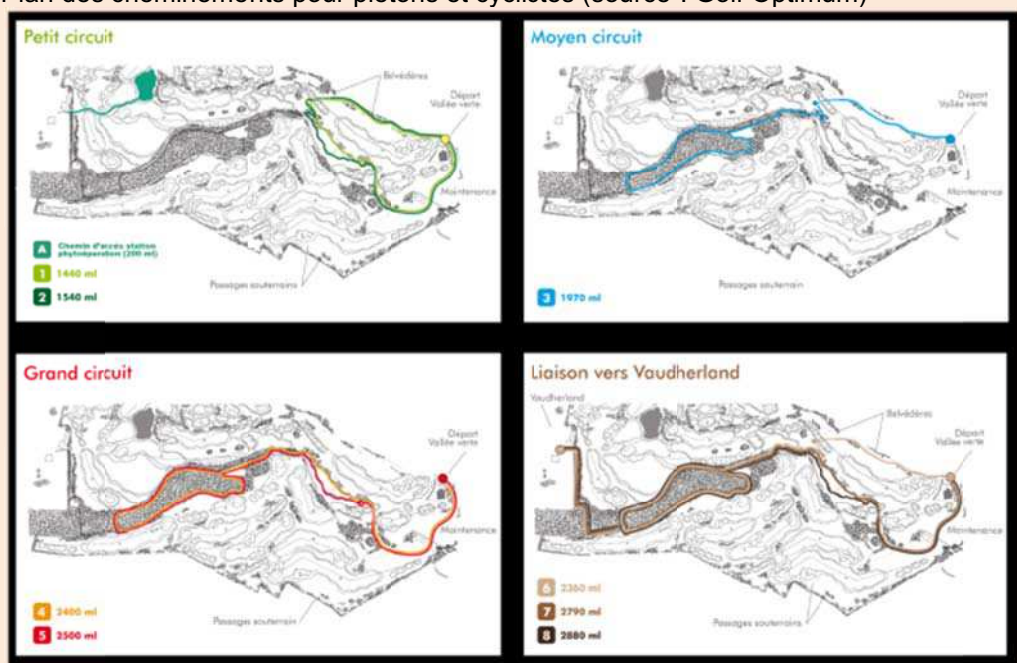 Plan des cheminements pour piétons et cyclistes (source : Golf Optimum)
Petit circuit
Belvédères
Départ
Vallée verte
Maintenance
A Chemin d'accès station
phytoépuration (200 ml)
1 1440 ml
2 1540 ml
Passages souterrains
Moyen circuit
Départ
Vallée verte
Maintenance
Passages souterrain
3 1970 ml
Grand circuit
Départ
Vallée verte
Maintenance
4 2400 ml
5 2500 ml
Passages souterrain
Liaison vers Vaudherland
Vaudherland
Belvédères
Départ
Vallée verte
Maintenance
6 2360 ml
7 2790 ml
8 2880 ml
Passages souterrains